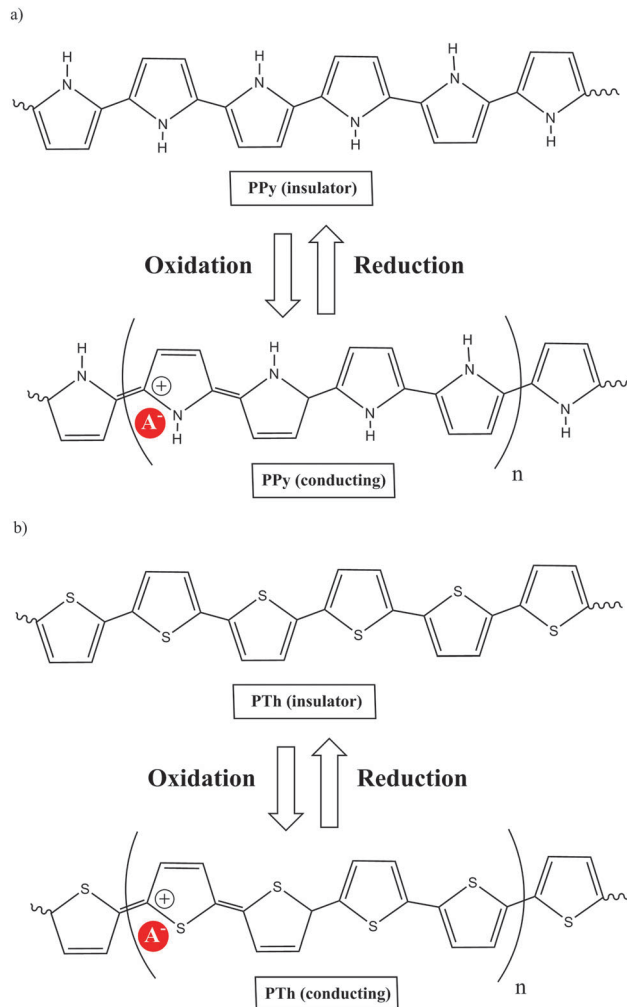 a)
H H H
N N N
N N N
H H H
PPy (insulator)
Oxidation Reduction
H H
N N
N N N
H H H
+
A-
n
PPy (conducting)
b)
S S S
S S S
PTh (insulator)
Oxidation Reduction
S S S
S S S
+
A-
n
PTh (conducting)